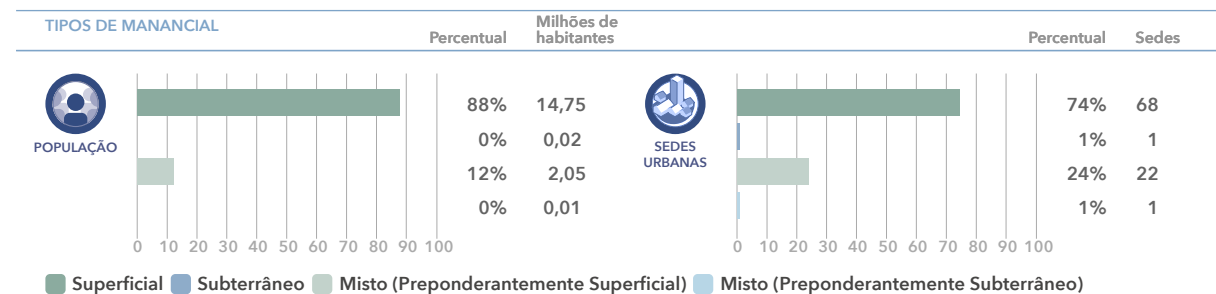 TIPOS DE MANANCIAL
Percentual Milhões de habitantes Percentual Sedes
POPULAÇÃO
88% 14,75
0% 0,02
12% 2,05
0% 0,01
0 10 20 30 40 50 60 70 80 90 100
SEDES
URBANAS
74% 68
1% 1
24% 22
1% 1
0 10 20 30 40 50 60 70 80 90 100
Superficial Subterrâneo Misto (Preponderantemente Superficial) Misto (Preponderantemente Subterrâneo)